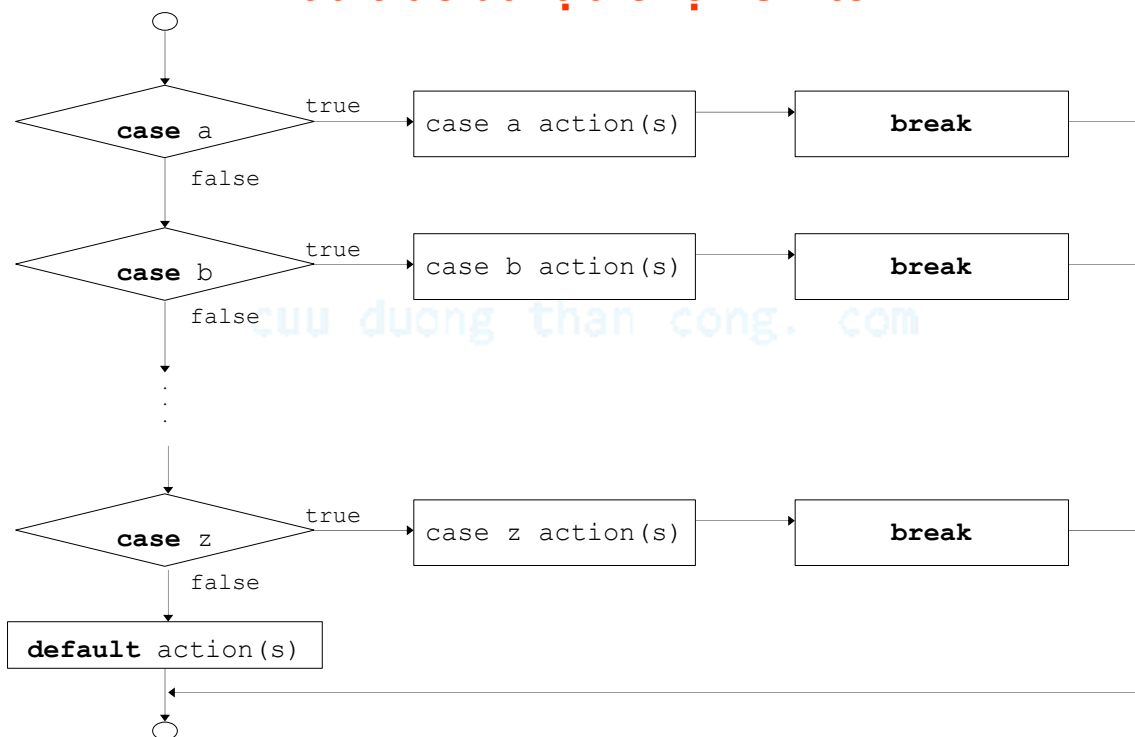 true
case a
case a action(s)
break
false
true
case b
case b action(s)
break
false
cuu duong than cong. com
.
.
.
true
case z
case z action(s)
break
false
default action(s)